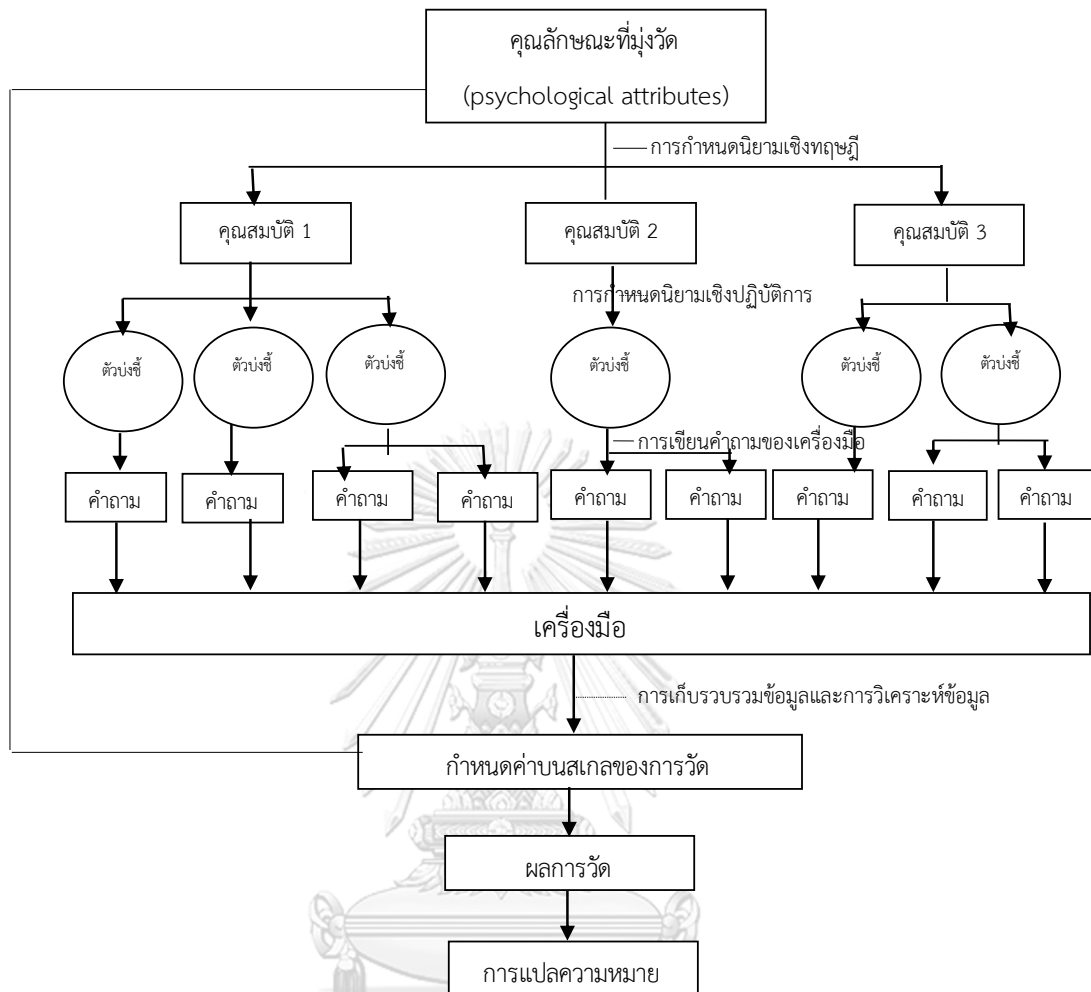 คุณลักษณะที่มุ่งวัด
(psychological attributes)
การกำหนดนิยามเชิงทฤษฎี
คุณสมบัติ 1
คุณสมบัติ 2
คุณสมบัติ 3
การกำหนดนิยามเชิงปฏิบัติการ
ตัวบ่งชี้
ตัวบ่งชี้
ตัวบ่งชี้
ตัวบ่งชี้
ตัวบ่งชี้
ตัวบ่งชี้
การเขียนคำถามของเครื่องมือ
คำถาม
คำถาม
คำถาม
คำถาม
คำถาม
คำถาม
คำถาม
คำถาม
คำถาม
เครื่องมือ
การเก็บรวบรวมข้อมูลและการวิเคราะห์ข้อมูล
กำหนดค่าบนสเกลของการวัด
ผลการวัด
การแปลความหมาย